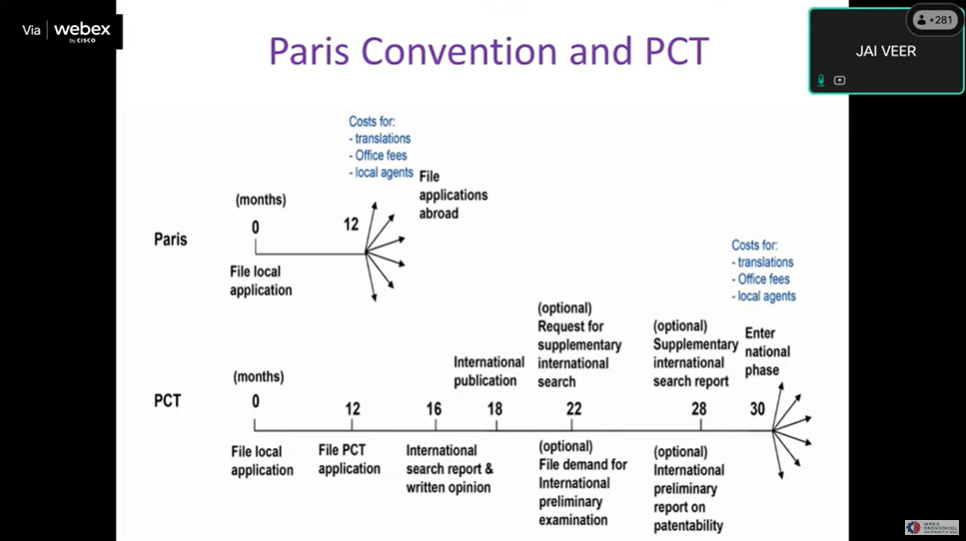 Via webex
by CISCO
+281
JAI VEER
Paris Convention and PCT
Costs for:
- translations
- Office fees
- local agents
File
applications
abroad
(months)
0
12
Paris
File local
application
Costs for:
- translations
- Office fees
- local agents
(months)
PCT
0
12
16
18
22
28
30
International
publication
(optional)
Request for
supplementary
international
search
(optional)
Supplementary
international
search report
Enter
national
phase
File local
application
File PCT
application
International
search report &
written opinion
(optional)
File demand for
International
preliminary
examination
(optional)
International
preliminary
report on
patentability
INNOVATION CELL